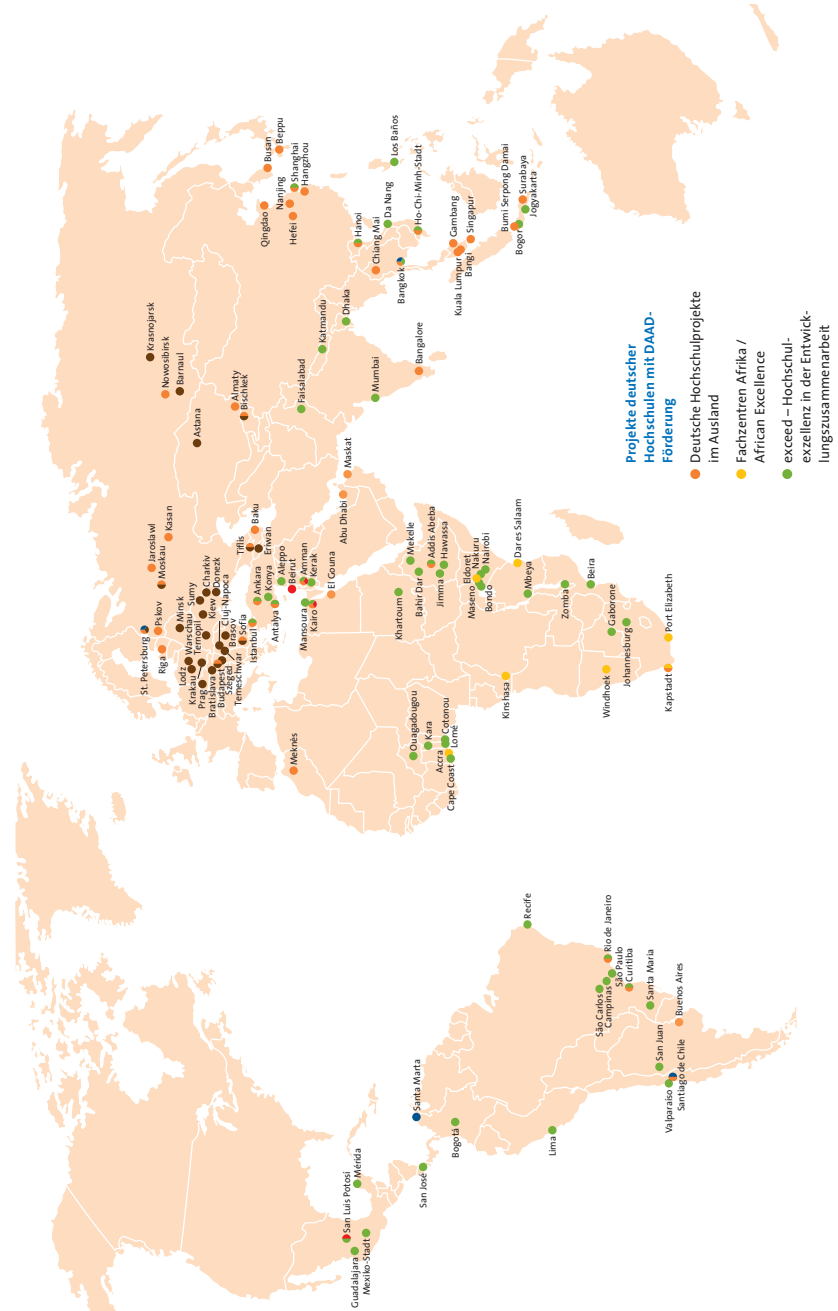 St. Petersburg
Pskov
Riga
Jaroslawl
Moskau
Kasan
Minsk
Warschau
Lodz
Krakau
Prag
Bratislava
Budapest
Szeged
Temeschwar
Ternopil
Sumy
Kiew
Charkiv
Donezk
Cluj-Napoca
Brasov
Sofia
Istanbul
Ankara
Konya
Antalya
Tiflis
Eriwan
Baku
Aleppo
Beirut
Amman
Kerak
Mansoura
Kairo
El Gouna
Abu Dhabi
Maskat
Krasnojarsk
Nowosibirsk
Barnaul
Astana
Almaty
Bischkek
Faisalabad
Katmandu
Dhaka
Mumbai
Bangalore
Qingdao
Busan
Beppu
Nanjing
Shanghai
Hefei
Hangzhou
Hanoi
Da Nang
Chiang Mai
Bangkok
Ho-Chi-Minh-Stadt
Los Baños
Gambang
Kuala Lumpur
Bangi
Singapur
Bumi Serpong Damai
Bogor
Surabaya
Jogyakarta
Meknès
Ouagadougou
Kara
Cotonou
Lomé
Accra
Cape Coast
Khartoum
Mekelle
Bahir Dar
Addis Abeba
Jimma
Hawassa
Eldoret
Nakuru
Maseno
Nairobi
Bondo
Dar es Salaam
Mbeya
Kinshasa
Zomba
Beira
Windhoek
Gaborone
Johannesburg
Kapstadt
Port Elizabeth
San Luis Potosí
Mérida
Guadalajara
Mexiko-Stadt
San José
Santa Marta
Bogotá
Lima
Recife
Rio de Janeiro
São Carlos
Campinas
São Paulo
Curitiba
Santa Maria
San Juan
Buenos Aires
Valparaíso
Santiago de Chile
Projekte deutscher
Hochschulen mit DAAD-
Förderung
Deutsche Hochschulprojekte
im Ausland
Fachzentren Afrika /
African Excellence
exceed – Hochschul-
exzellenz in der Entwick-
lungszusammenarbeit